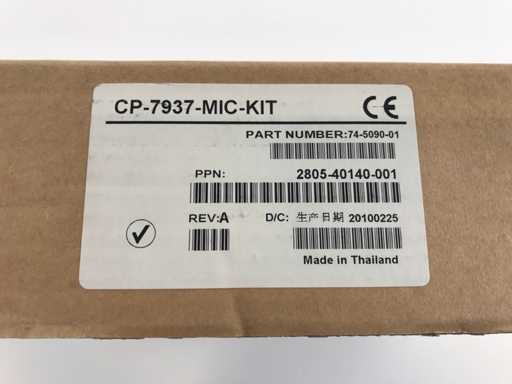 CP-7937-MIC-KIT CE
PART NUMBER:74-5090-01
PPN: 2805-40140-001
REV:A D/C: 生产日期 20100225
Made in Thailand